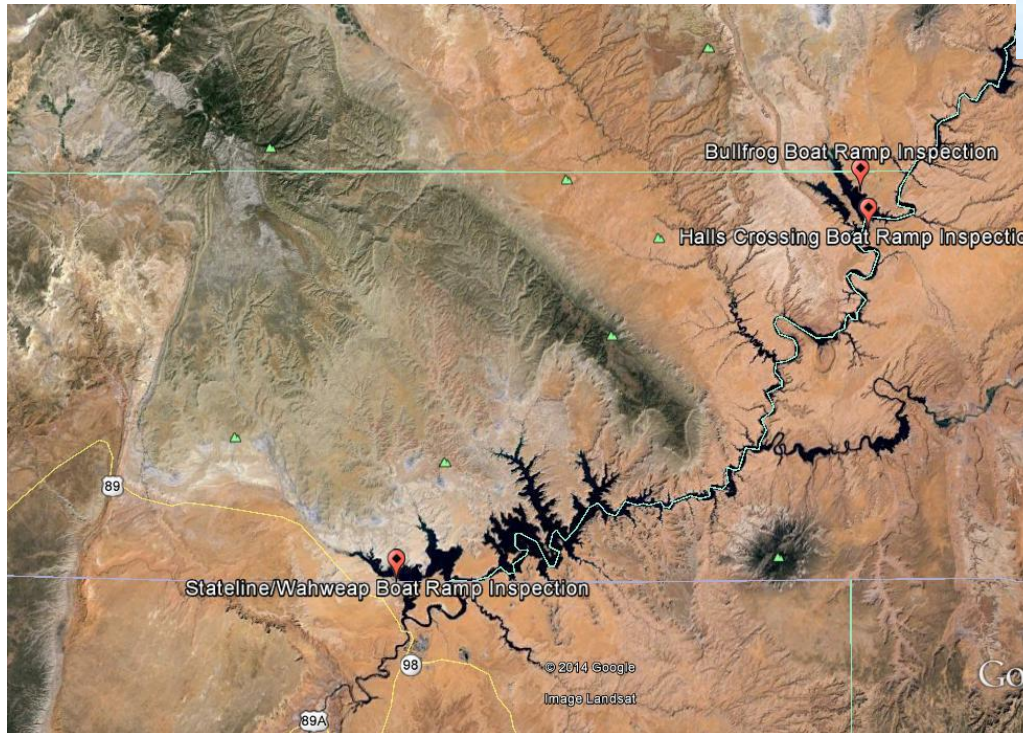 Bullfrog Boat Ramp Inspection
Halls Crossing Boat Ramp Inspectio
89
Stateline/Wahweap Boat Ramp Inspection
98
© 2014 Google
Image Landsat
Go
89A